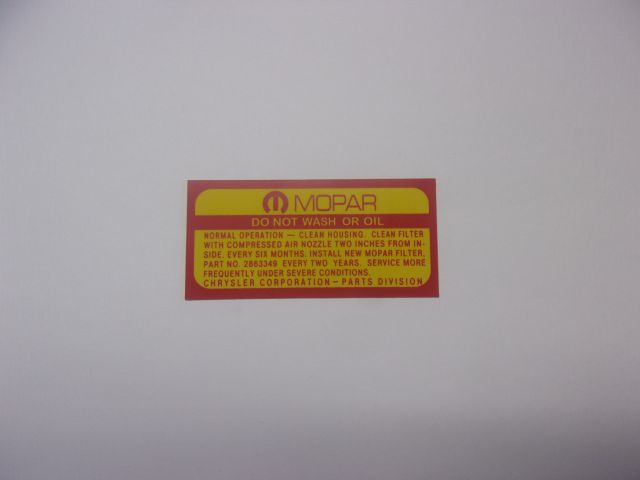 MOPAR
DO NOT WASH OR OIL
NORMAL OPERATION — CLEAN HOUSING. CLEAN FILTER
WITH COMPRESSED AIR NOZZLE TWO INCHES FROM IN-
SIDE. EVERY SIX MONTHS. INSTALL NEW MOPAR FILTER,
PART NO. 2863349 EVERY TWO YEARS. SERVICE MORE
FREQUENTLY UNDER SEVERE CONDITIONS.
CHRYSLER CORPORATION — PARTS DIVISION